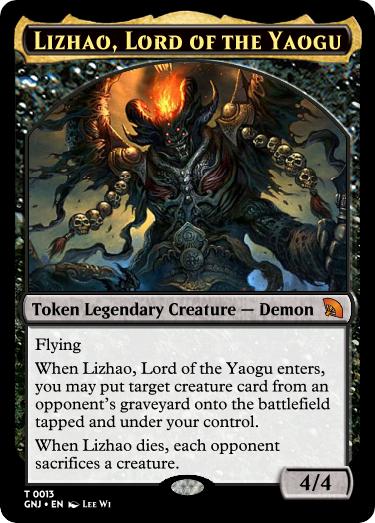 Lizhao, Lord of the Yaogu
Token Legendary Creature — Demon
Flying
When Lizhao, Lord of the Yaogu enters,
you may put target creature card from an
opponent's graveyard onto the battlefield
tapped and under your control.
When Lizhao dies, each opponent
sacrifices a creature.
4/4
T 0013
GNJ • EN Lee Wi